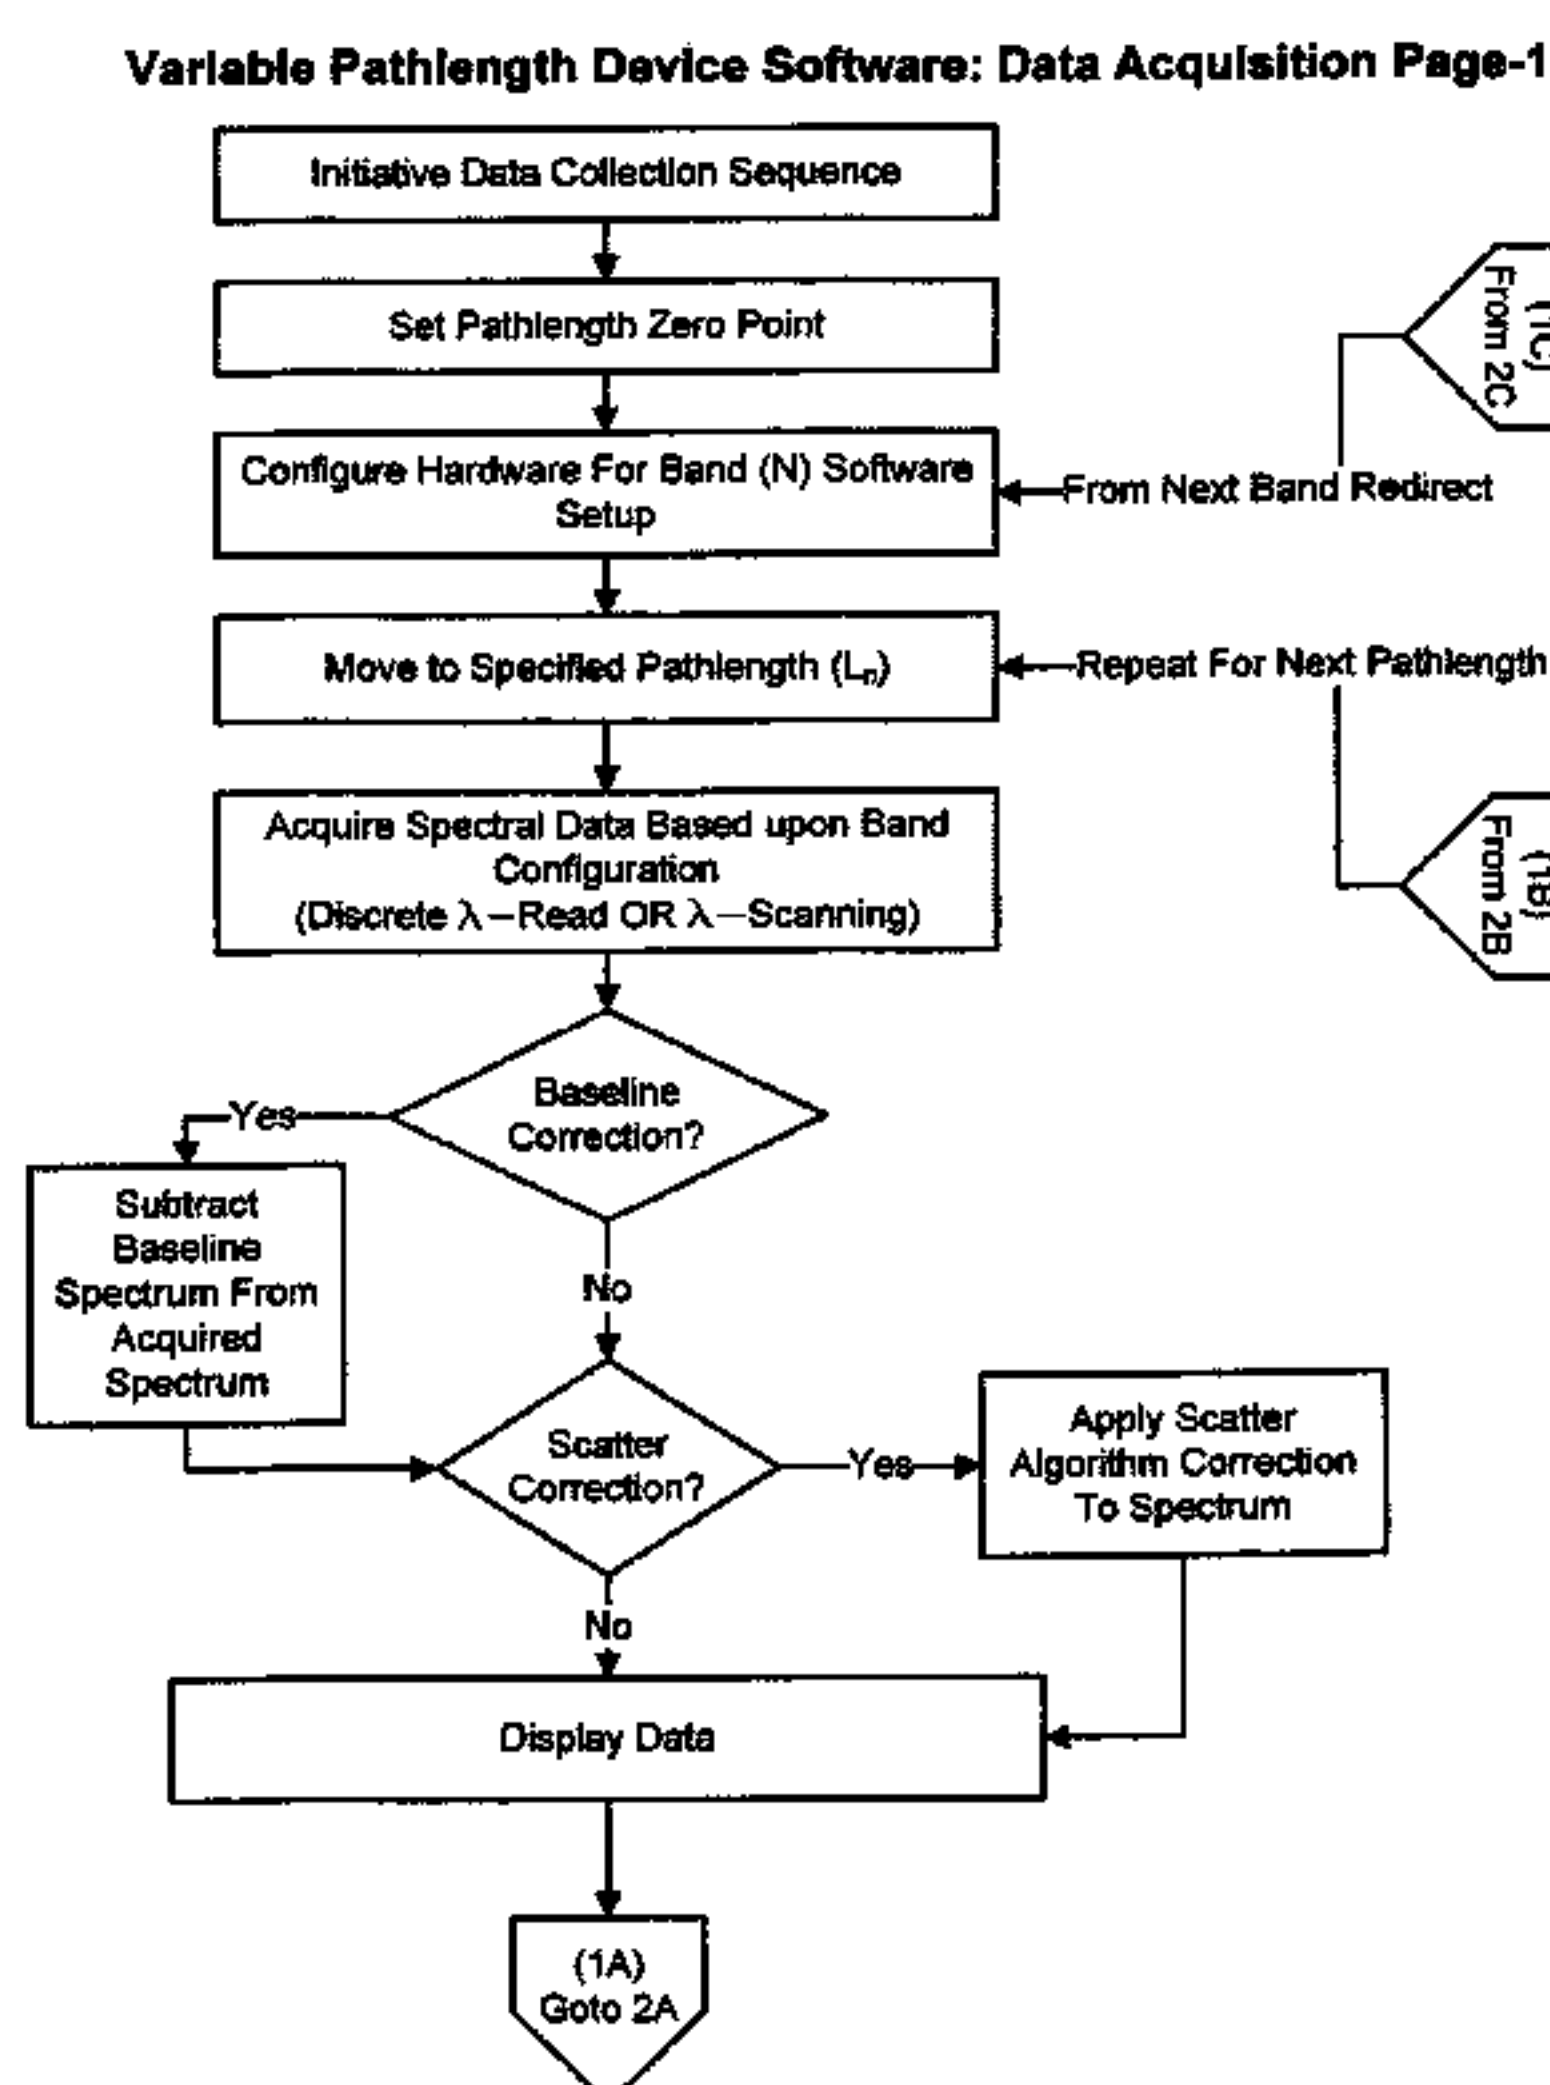 Variable Pathlength Device Software: Data Acquisition Page-1
Initiative Data Collection Sequence
Set Pathlength Zero Point
(1C)
From 2C
Configure Hardware For Band (N) Software
Setup
From Next Band Redirect
Move to Specified Pathlength (Ln)
Repeat For Next Pathlength
Acquire Spectral Data Based upon Band
Configuration
(Discrete λ–Read OR λ–Scanning)
(1B)
From 2B
Baseline
Correction?
Yes
Subtract
Baseline
Spectrum From
Acquired
Spectrum
No
Scatter
Correction?
Yes
Apply Scatter
Algorithm Correction
To Spectrum
No
Display Data
(1A)
Goto 2A